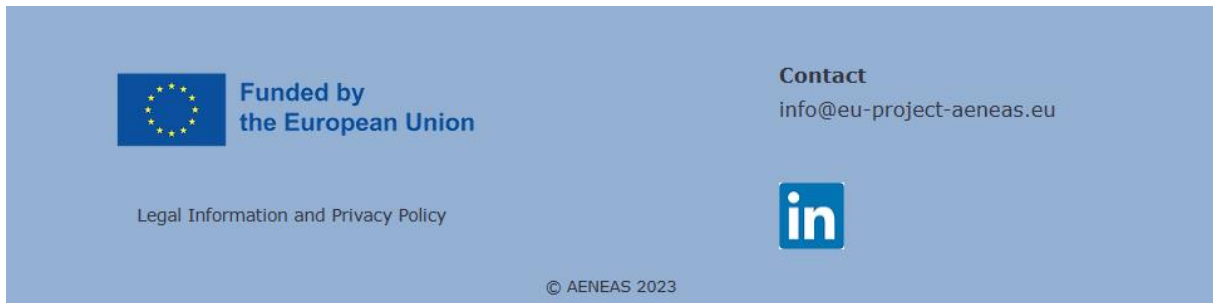 Funded by
the European Union
Contact
info@eu-project-aeneas.eu
Legal Information and Privacy Policy
in
© AENEAS 2023